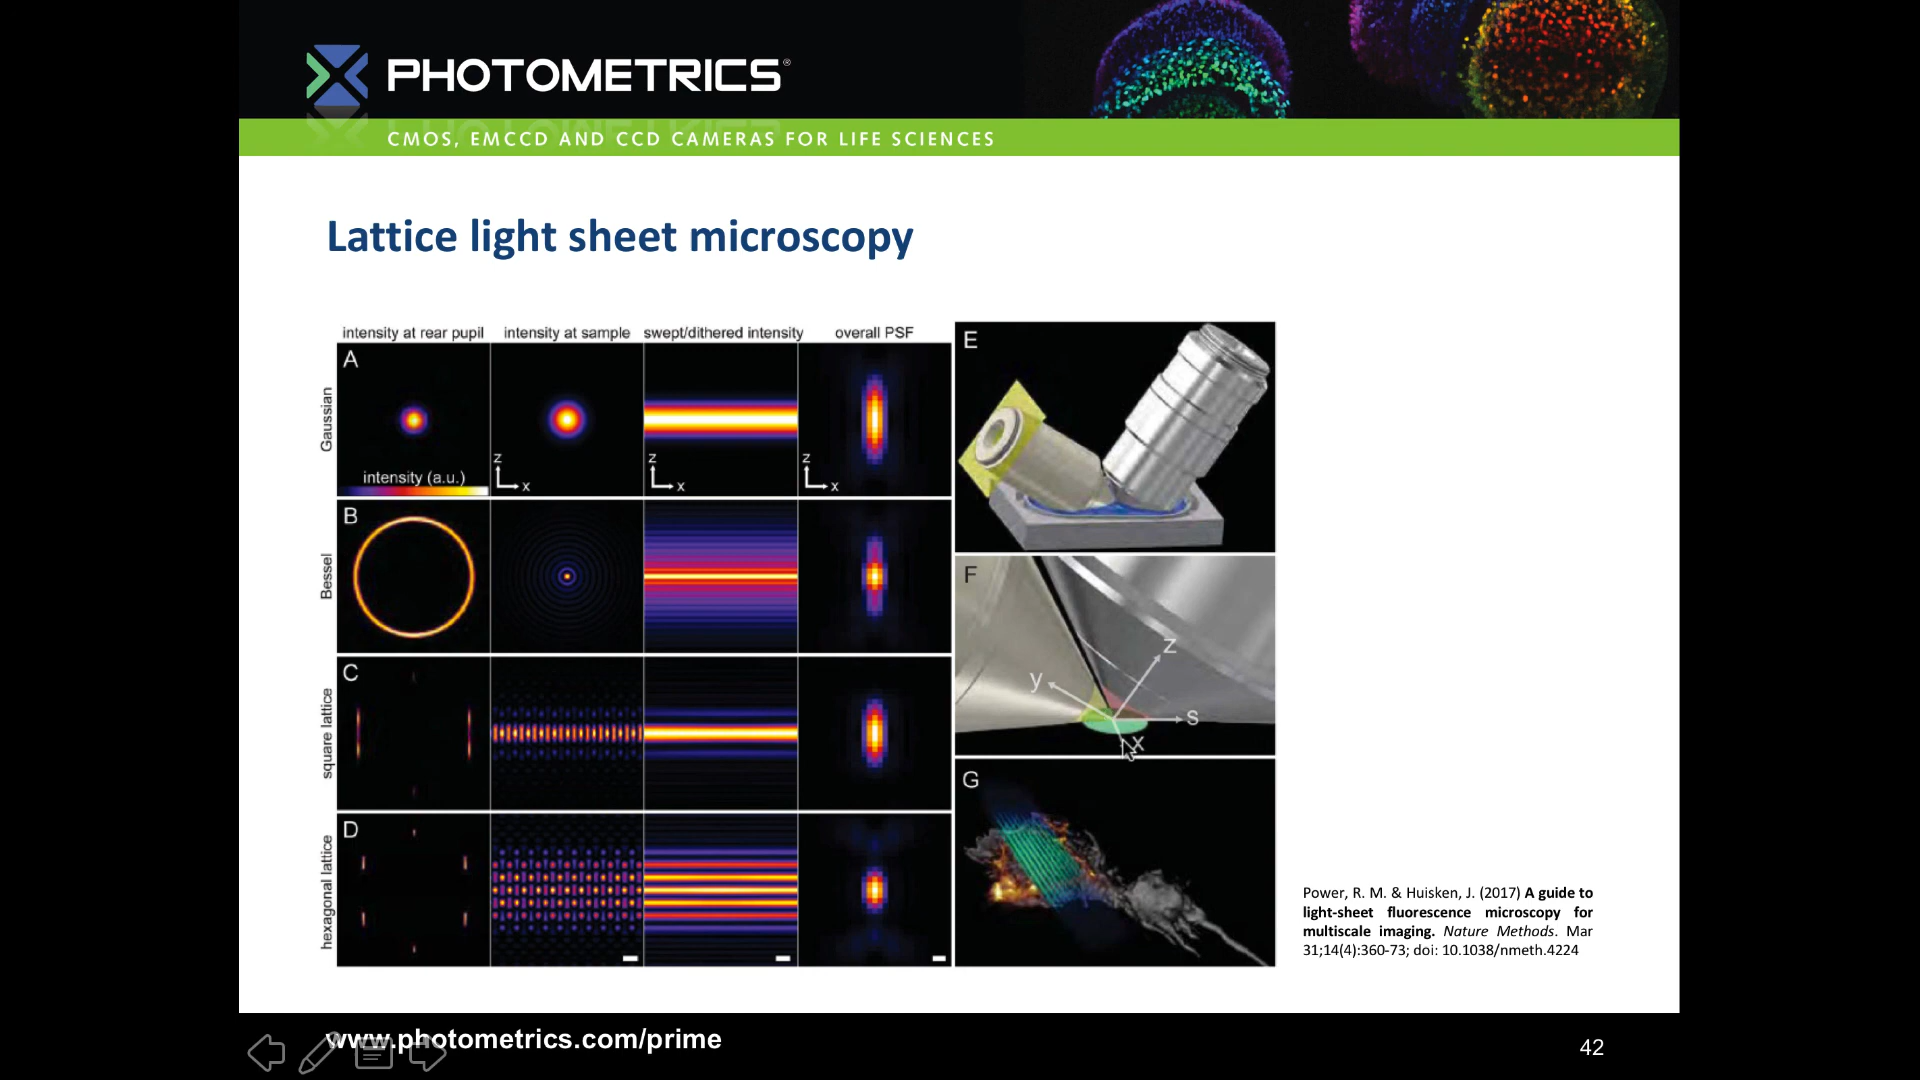 PHOTOMETRICS®
CMOS, EMCCD AND CCD CAMERAS FOR LIFE SCIENCES
Lattice light sheet microscopy
intensity at rear pupil
intensity at sample
swept/dithered intensity
overall PSF
Gaussian
A
intensity (a.u.)
z
x
z
x
z
x
Bessel
B
square lattice
C
hexagonal lattice
D
E
F
z
y
s
x
G
Power, R. M. & Huisken, J. (2017) A guide to
light-sheet fluorescence microscopy for
multiscale imaging. Nature Methods. Mar
31;14(4):360-73; doi: 10.1038/nmeth.4224
www.photometrics.com/prime
42